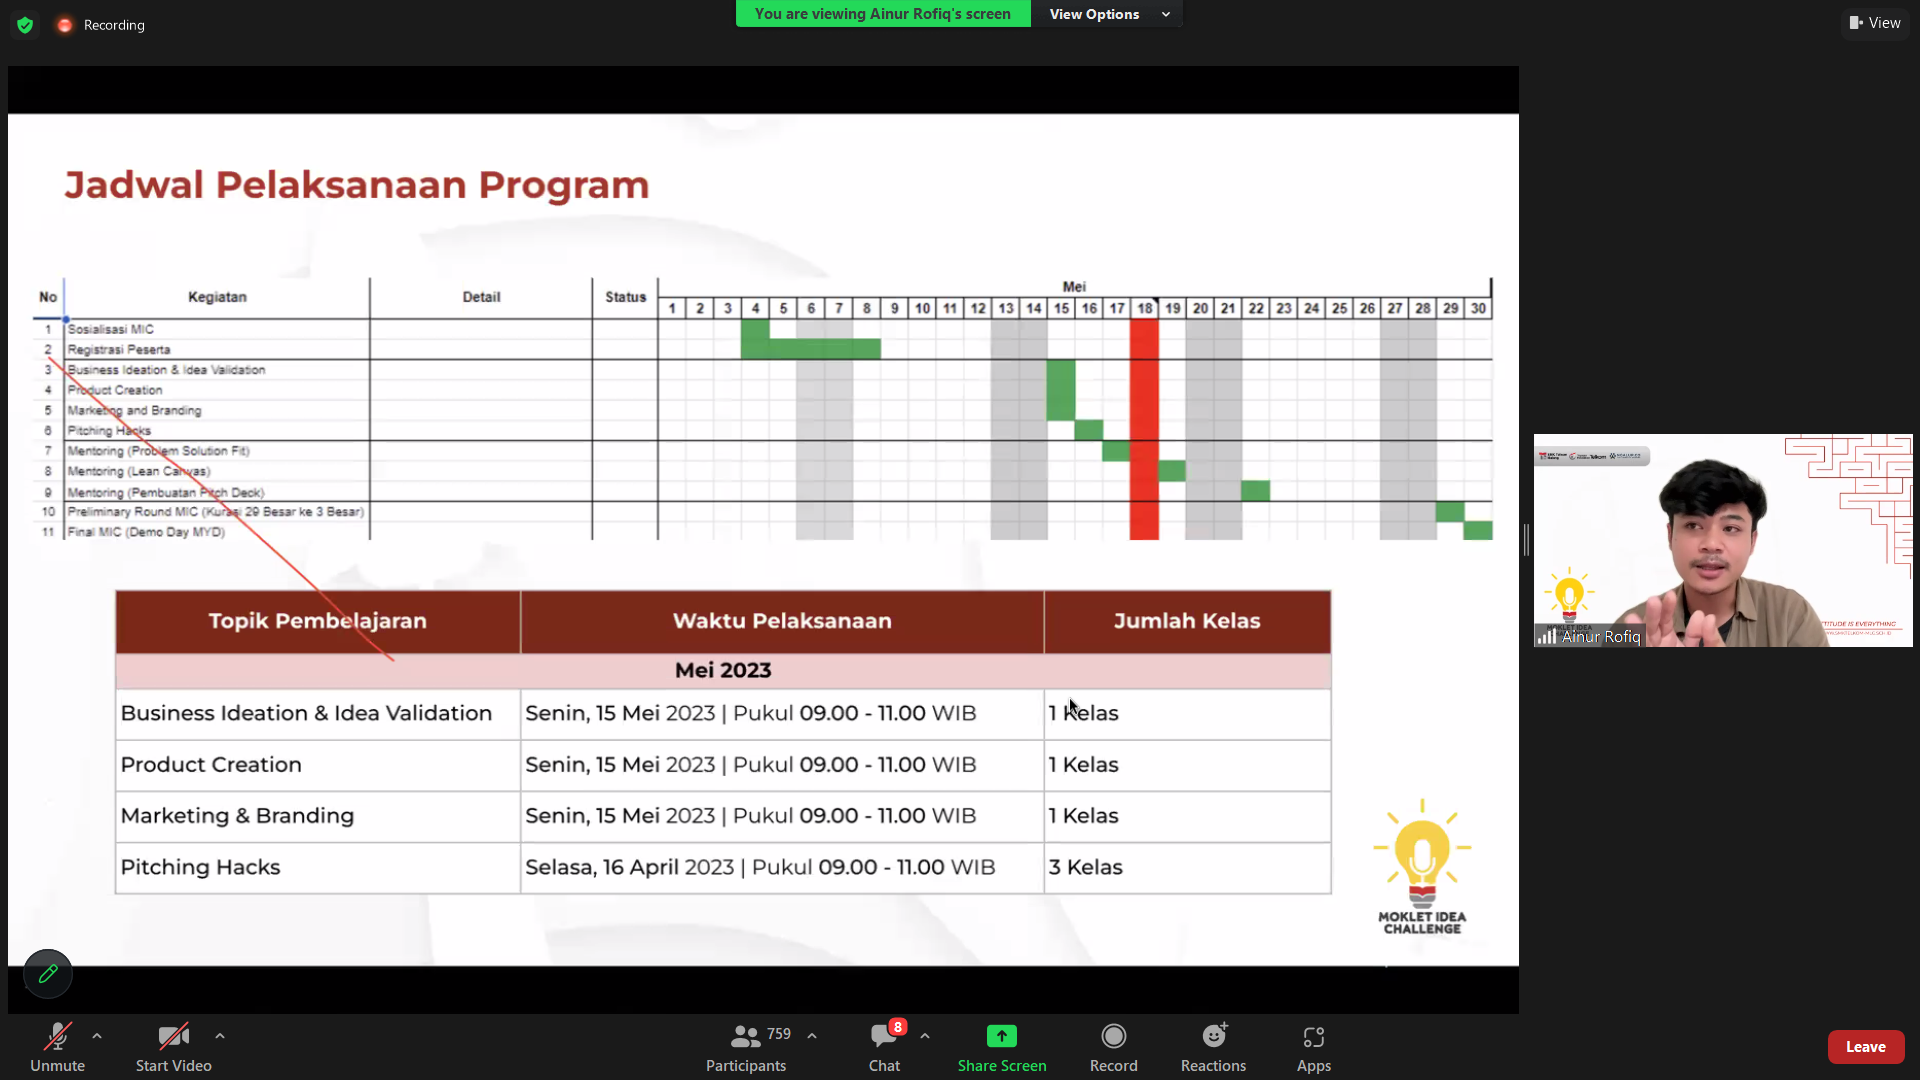 Recording
You are viewing Ainur Rofiq's screen
View Options
View
Jadwal Pelaksanaan Program
No Kegiatan Detail Status Mei
1 2 3 4 5 6 7 8 9 10 11 12 13 14 15 16 17 18 19 20 21 22 23 24 25 26 27 28 29 30
1 Sosialisasi MIC
2 Registrasi Peserta
3 Business Ideation & Idea Validation
4 Product Creation
5 Marketing and Branding
6 Pitching Hacks
7 Mentoring (Problem Solution Fit)
8 Mentoring (Lean Canvas)
9 Mentoring (Pembuatan Pitch Deck)
10 Preliminary Round MIC (Kurasi 29 Besar ke 3 Besar)
11 Final MIC (Demo Day MYD)
Topik Pembelajaran Waktu Pelaksanaan Jumlah Kelas
Mei 2023
Business Ideation & Idea Validation Senin, 15 Mei 2023 | Pukul 09.00 - 11.00 WIB 1 Kelas
Product Creation Senin, 15 Mei 2023 | Pukul 09.00 - 11.00 WIB 1 Kelas
Marketing & Branding Senin, 15 Mei 2023 | Pukul 09.00 - 11.00 WIB 1 Kelas
Pitching Hacks Selasa, 16 April 2023 | Pukul 09.00 - 11.00 WIB 3 Kelas
MOKLET IDEA
CHALLENGE
Ainur Rofiq
IS EVERYTHING
Unmute
Start Video
759
Participants
8
Chat
Share Screen
Record
Reactions
Apps
Leave